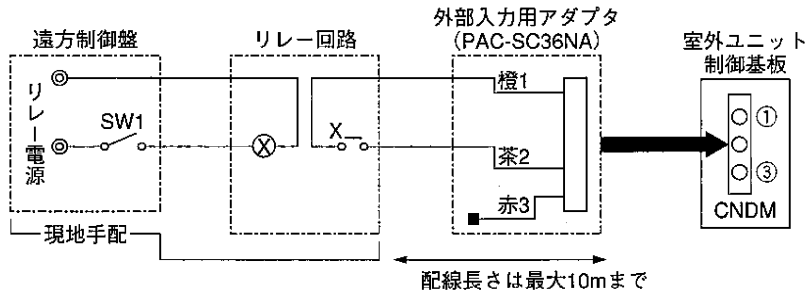 外部入力用アダプタ
(PAC-SC36NA)
遠方制御盤
リレー回路
室外ユニット
制御基板
リレー電源
SW1
X
X
橙1
茶2
赤3
①
③
CNDM
現地手配
配線長さは最大10mまで